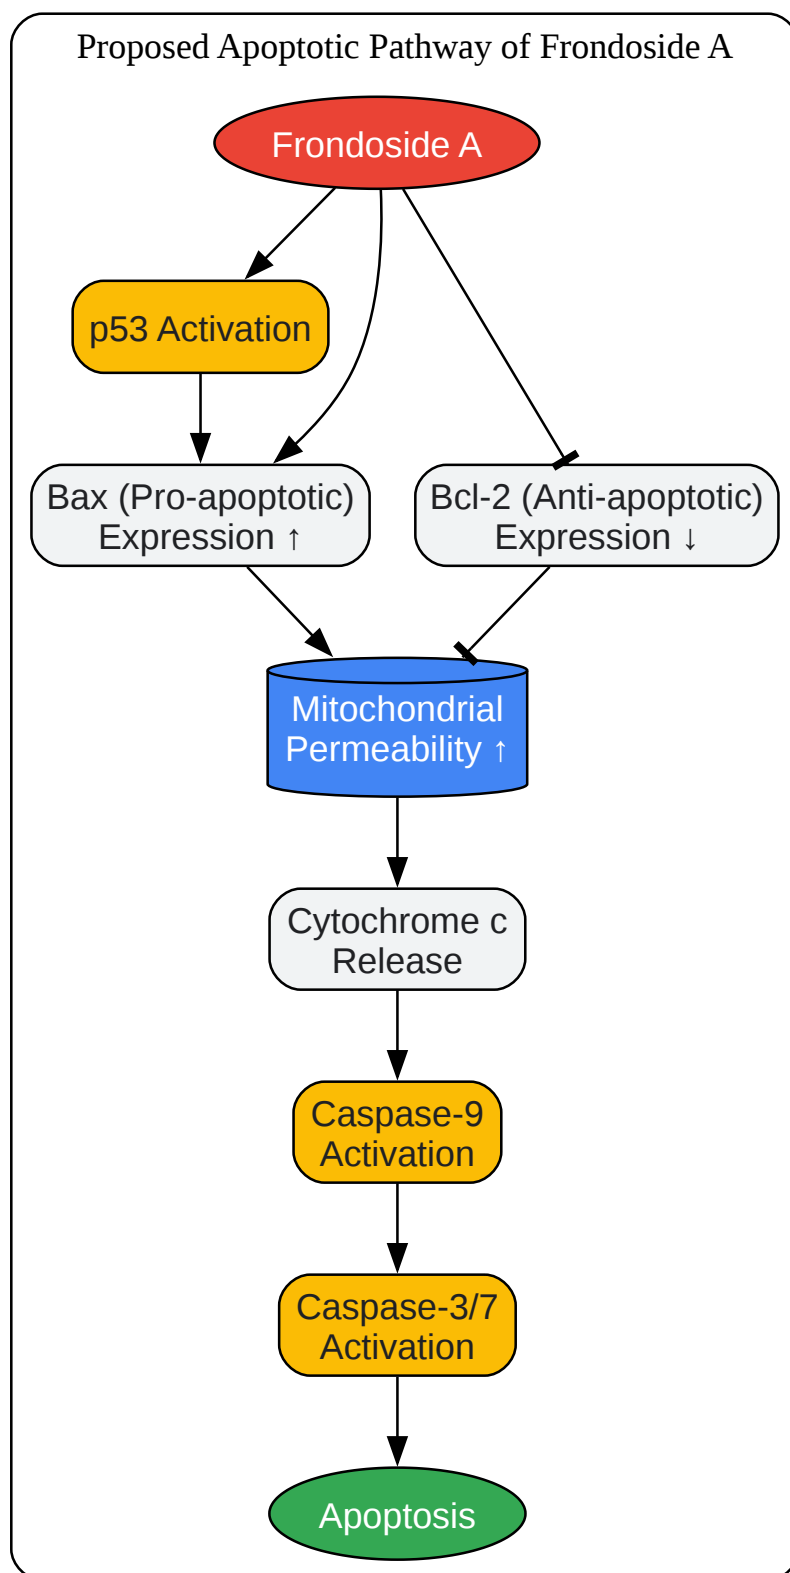 Proposed Apoptotic Pathway of Frondoside A
Frondoside A
p53 Activation
Bax (Pro-apoptotic)
Expression ↑
Bcl-2 (Anti-apoptotic)
Expression ↓
Mitochondrial
Permeability ↑
Cytochrome c
Release
Caspase-9
Activation
Caspase-3/7
Activation
Apoptosis